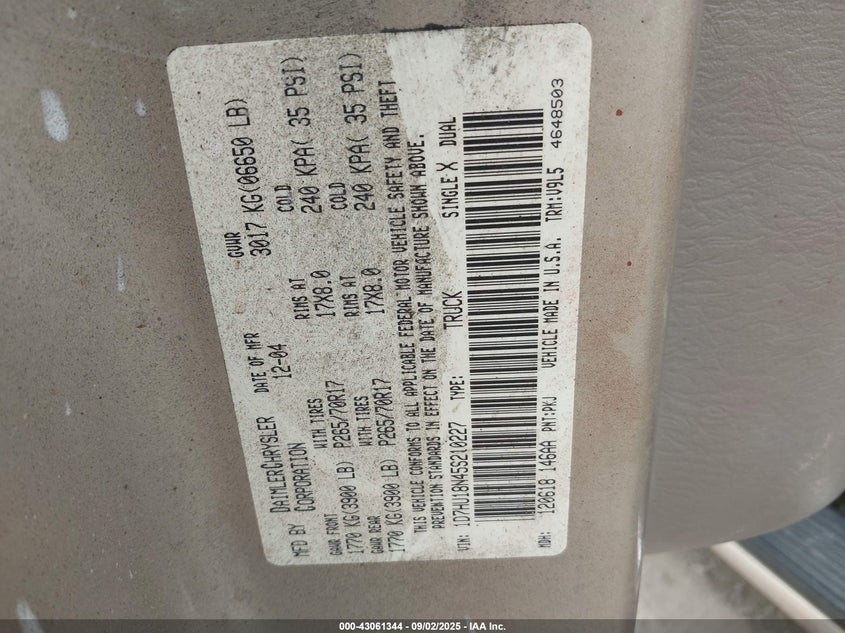 MFD BY DAIMLERCHRYSLER CORPORATION DATE OF MFR 12-04 GVWR 3017 KG(06650 LB)
GAWR FRONT WITH TIRES RIMS AT COLD
1770 KG(3900 LB) P265/70R17 17X8.0 240 KPA( 35 PSI)
GAWR REAR WITH TIRES RIMS AT COLD
1770 KG(3900 LB) P265/70R17 17X8.0 240 KPA( 35 PSI)
THIS VEHICLE CONFORMS TO ALL APPLICABLE FEDERAL MOTOR VEHICLE SAFETY AND THEFT
PREVENTION STANDARDS IN EFFECT ON THE DATE OF MANUFACTURE SHOWN ABOVE.
VIN: 1D7HU18N45S210227 TYPE: TRUCK SINGLE-X DUAL
MDH: 120618 146AA PNT:PKJ VEHICLE MADE IN U.S.A. TRM:V9L5 4648503
000-43061344 | 09/02/2025 | IAA Inc.